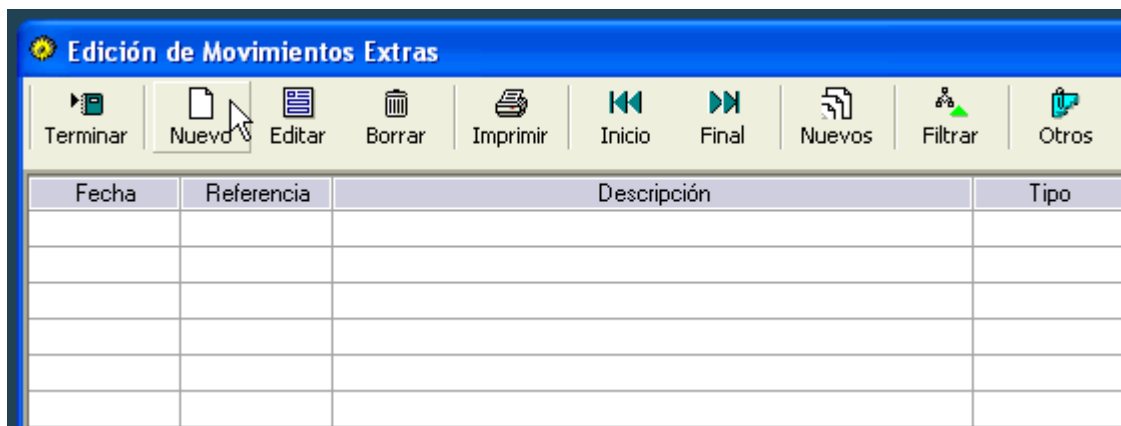 Edición de Movimientos Extras
Terminar Nuevo Editar Borrar Imprimir Inicio Final Nuevos Filtrar Otros
Fecha Referencia Descripción Tipo